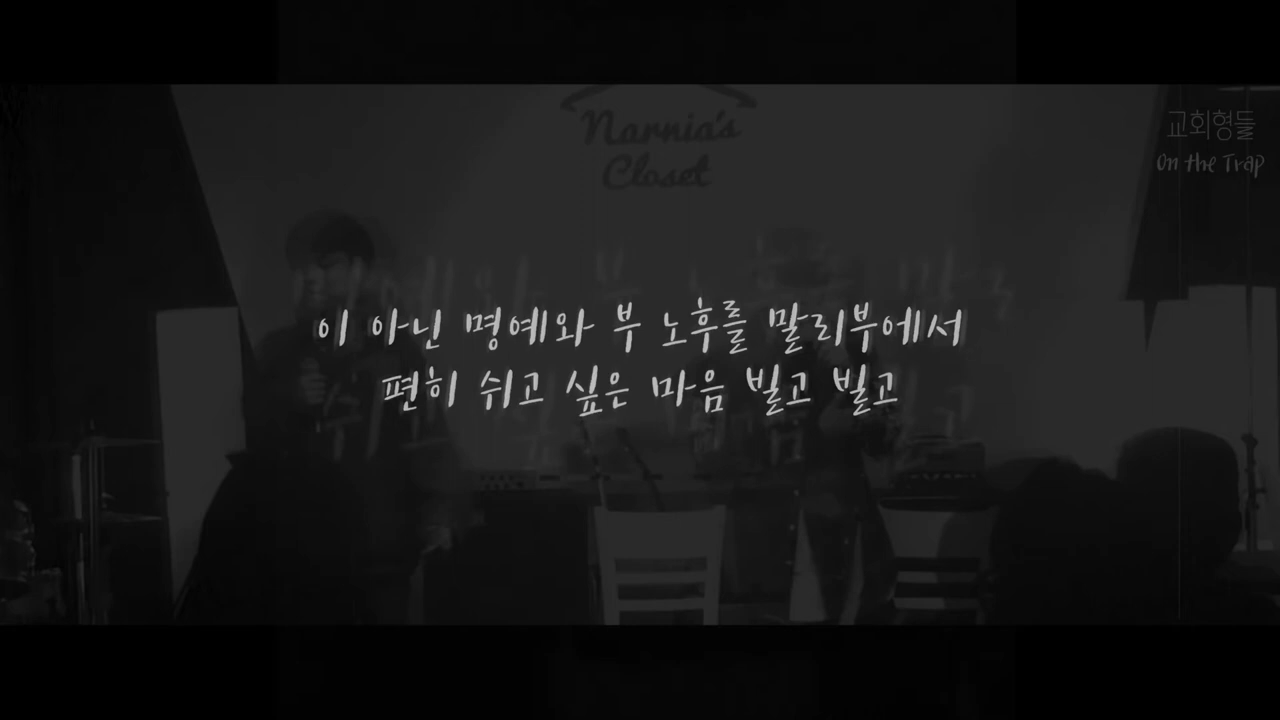 Narnia's
Closet
교회형들
On the Trap
이 아닌 명예와 부 노후를 말리부에서
편히 쉬고 싶은 마음 빌고 빌고